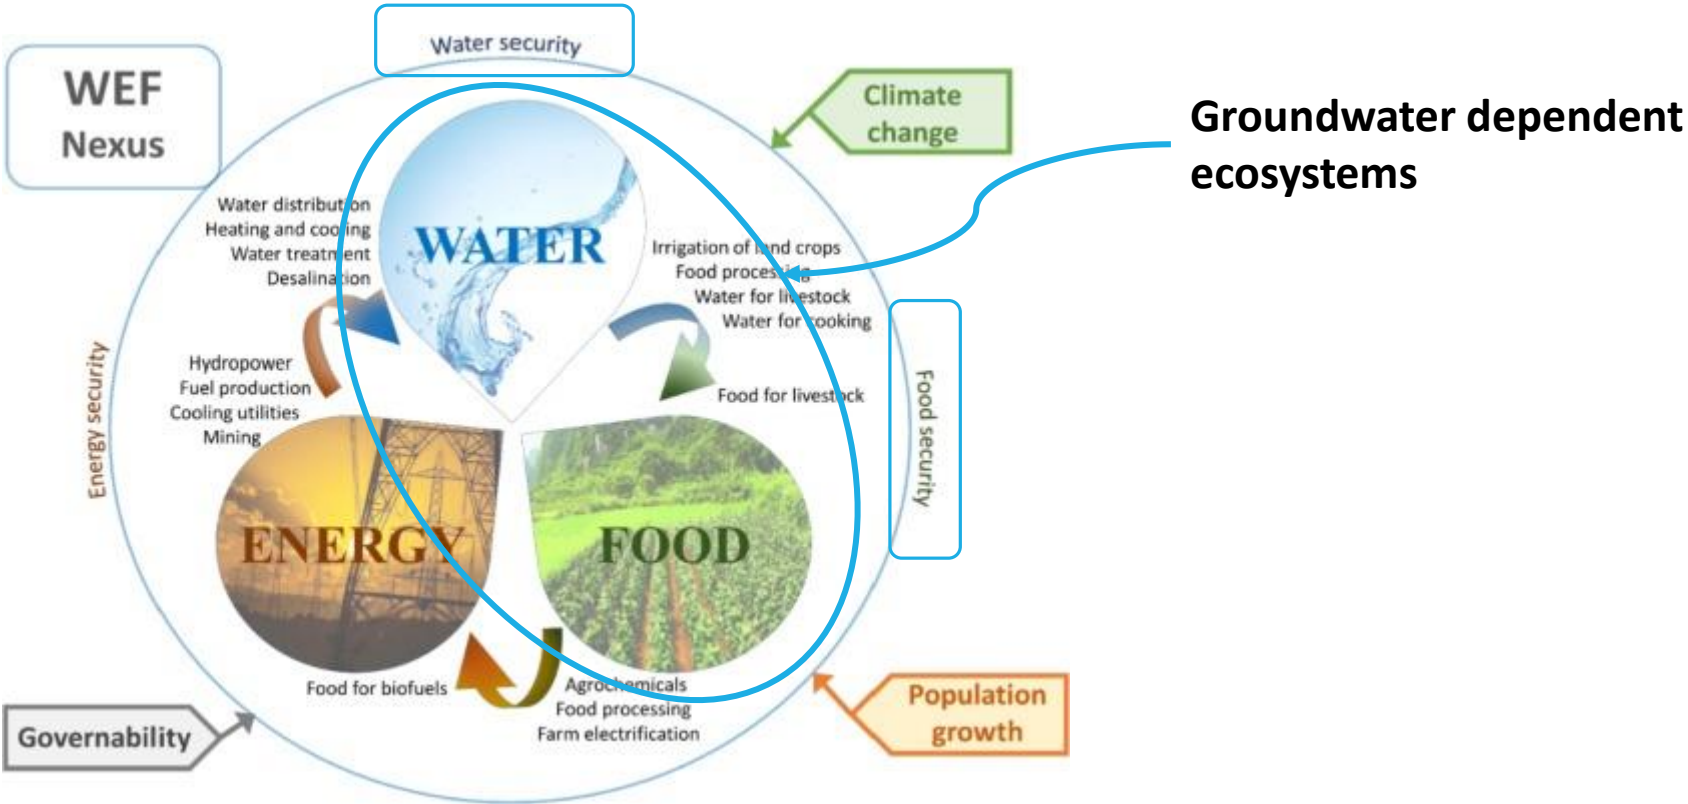 Water security
WEF
Nexus
Climate
change
Groundwater dependent
ecosystems
Water distribution
Heating and cooling
Water treatment
Desalination
WATER
Irrigation of land crops
Food processing
Water for livestock
Water for cooking
Energy security
Hydropower
Fuel production
Cooling utilities
Mining
Food for livestock
Food security
ENERGY
FOOD
Food for biofuels
Agrochemicals
Food processing
Farm electrification
Governability
Population
growth